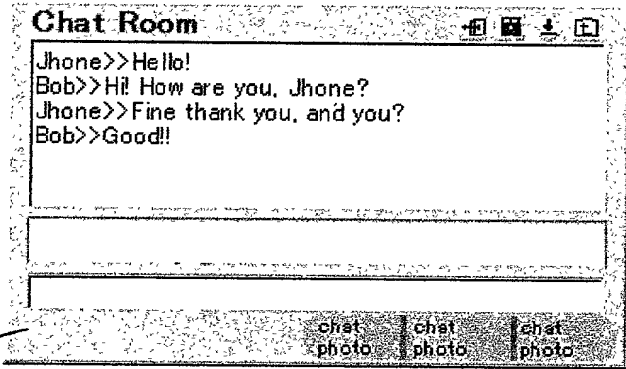 Chat Room
Jhone>>Hello!
Bob>>Hi! How are you, Jhone?
Jhone>>Fine thank you, and you?
Bob>>Good!!
chat photo
chat photo
chat photo